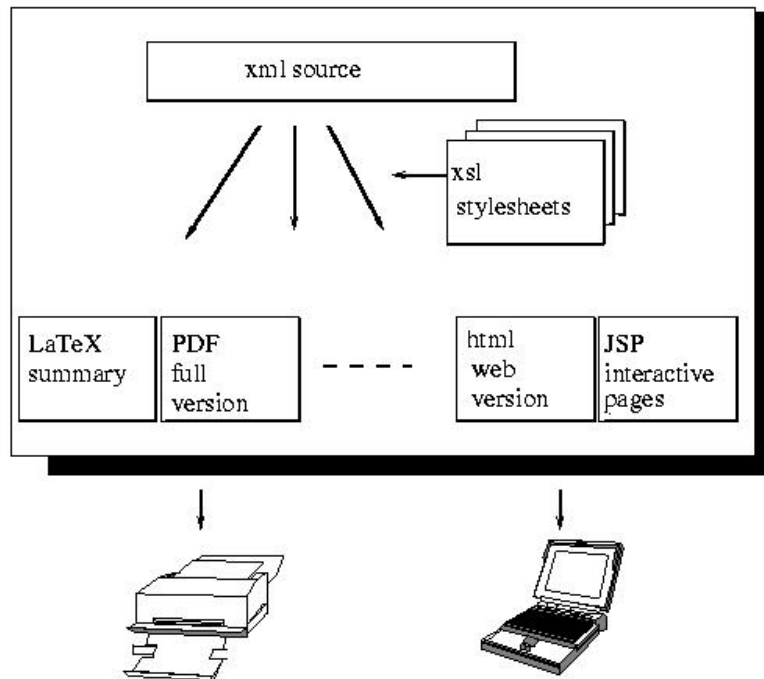 xml source
xsl
stylesheets
LaTeX
summary
PDF
full
version
html
web
version
JSP
interactive
pages